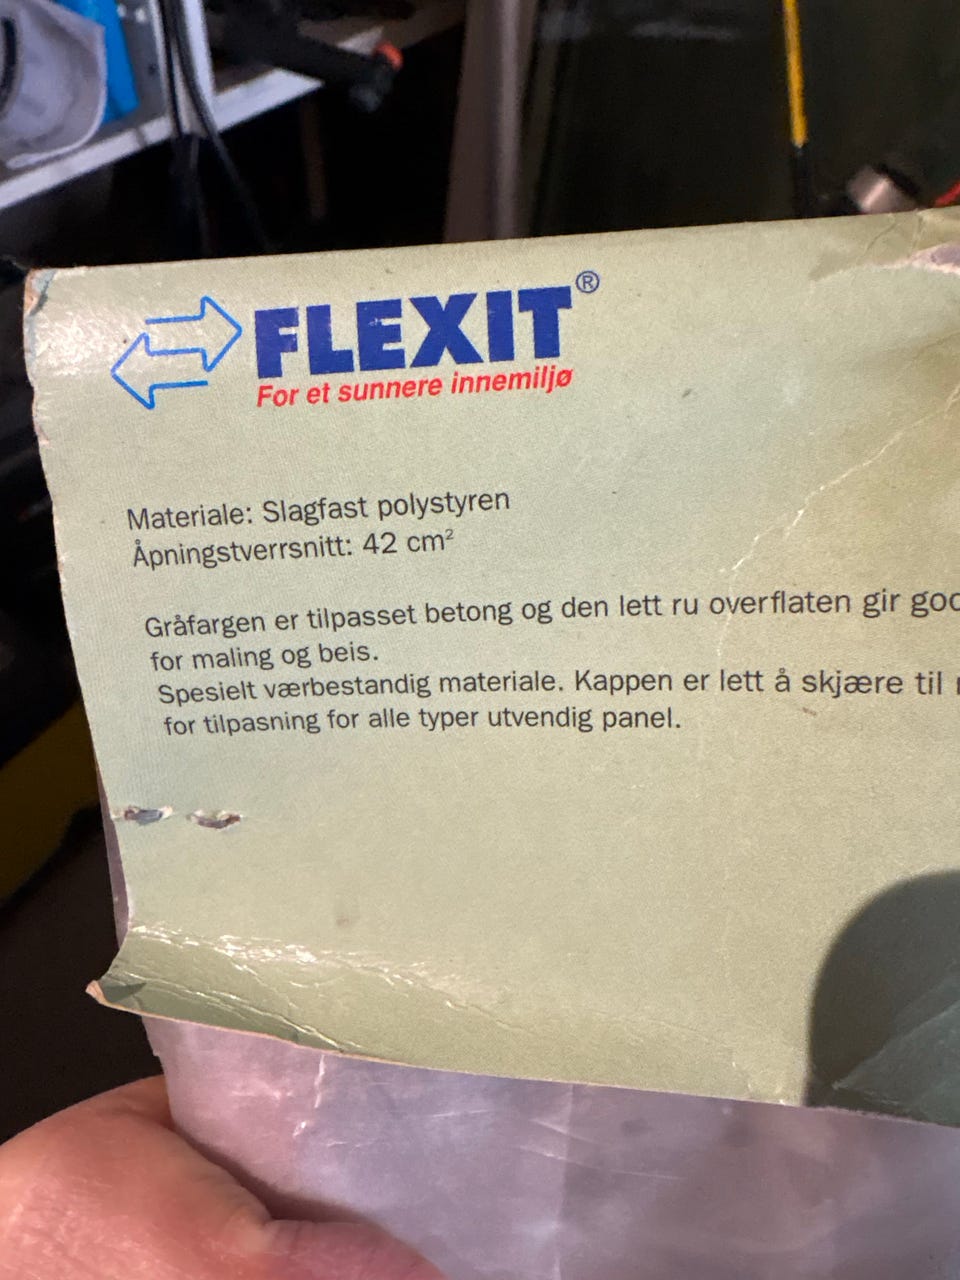 FLEXIT®
For et sunnere innemiljø
Materiale: Slagfast polystyren
Åpningstverrsnitt: 42 cm²
Gråfargen er tilpasset betong og den lett ru overflaten gir
for maling og beis.
Spesielt værbestandig materiale. Kappen er lett å skjære til
for tilpasning for alle typer utvendig panel.